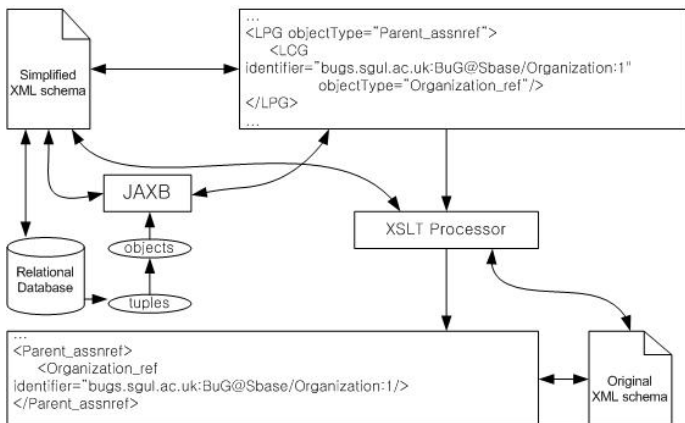 ...
<LPG objectType="Parent_assnref">
<LCG
identifier="bugs.sgul.ac.uk:BuG@Sbase/Organization:1"
objectType="Organization_ref"/>
</LPG>
...
Simplified
XML schema
JAXB
XSLT Processor
objects
Relational
Database
tuples
...
<Parent_assnref>
<Organization_ref
identifier="bugs.sgul.ac.uk:BuG@Sbase/Organization:1/>
</Parent_assnref>
Original
XML schema